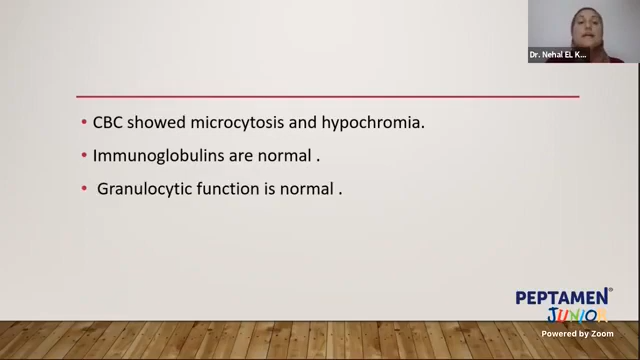 Dr. Nehal EL K...
• CBC showed microcytosis and hypochromia.
• Immunoglobulins are normal .
• Granulocytic function is normal .
PEPTAMEN®
JUNIOR
Powered by Zoom